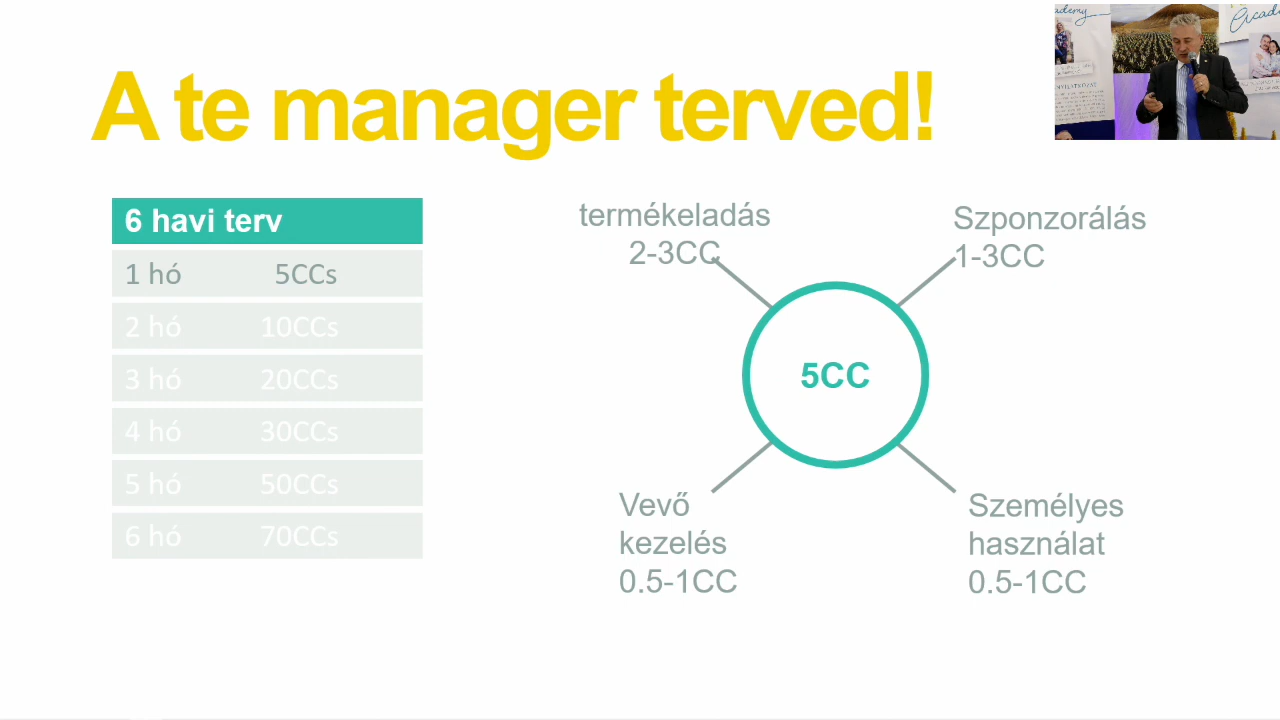 A te manager terved!
6 havi terv
1 hó 5CCs
2 hó 10CCs
3 hó 20CCs
4 hó 30CCs
5 hó 50CCs
6 hó 70CCs
termékeladás
2-3CC
Szponzorálás
1-3CC
5CC
Vevő
kezelés
0.5-1CC
Személyes
használat
0.5-1CC